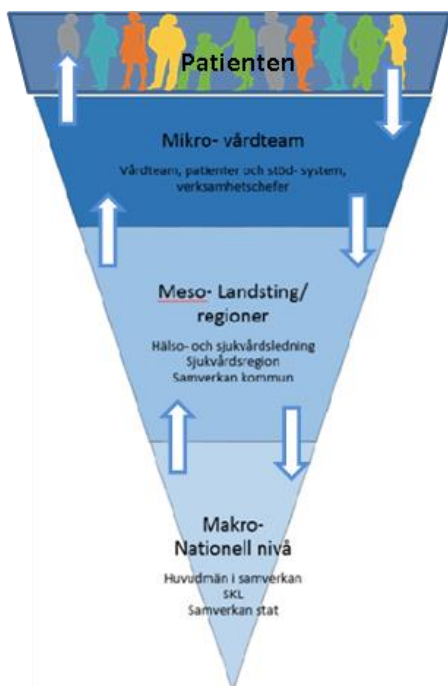 Patienten
Mikro- vårdteam
Vårdteam, patienter och stöd- system,
verksamhetschefer
Meso- Landsting/
regioner
Hälso- och sjukvårdsledning
Sjukvårdsregion
Samverkan kommun
Makro-
Nationell nivå
Huvudmän i samverkan
SKL
Samverkan stat